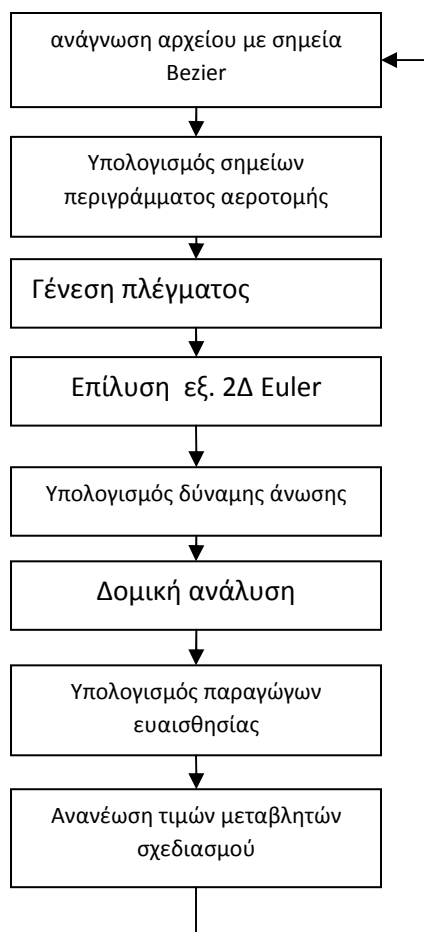 ανάγνωση αρχείου με σημεία
Bezier
Υπολογισμός σημείων
περιγράμματος αεροτομής
Γένεση πλέγματος
Επίλυση εξ. 2Δ Euler
Υπολογισμός δύναμης άνωσης
Δομική ανάλυση
Υπολογισμός παραγώγων
ευαισθησίας
Ανανέωση τιμών μεταβλητών
σχεδιασμού